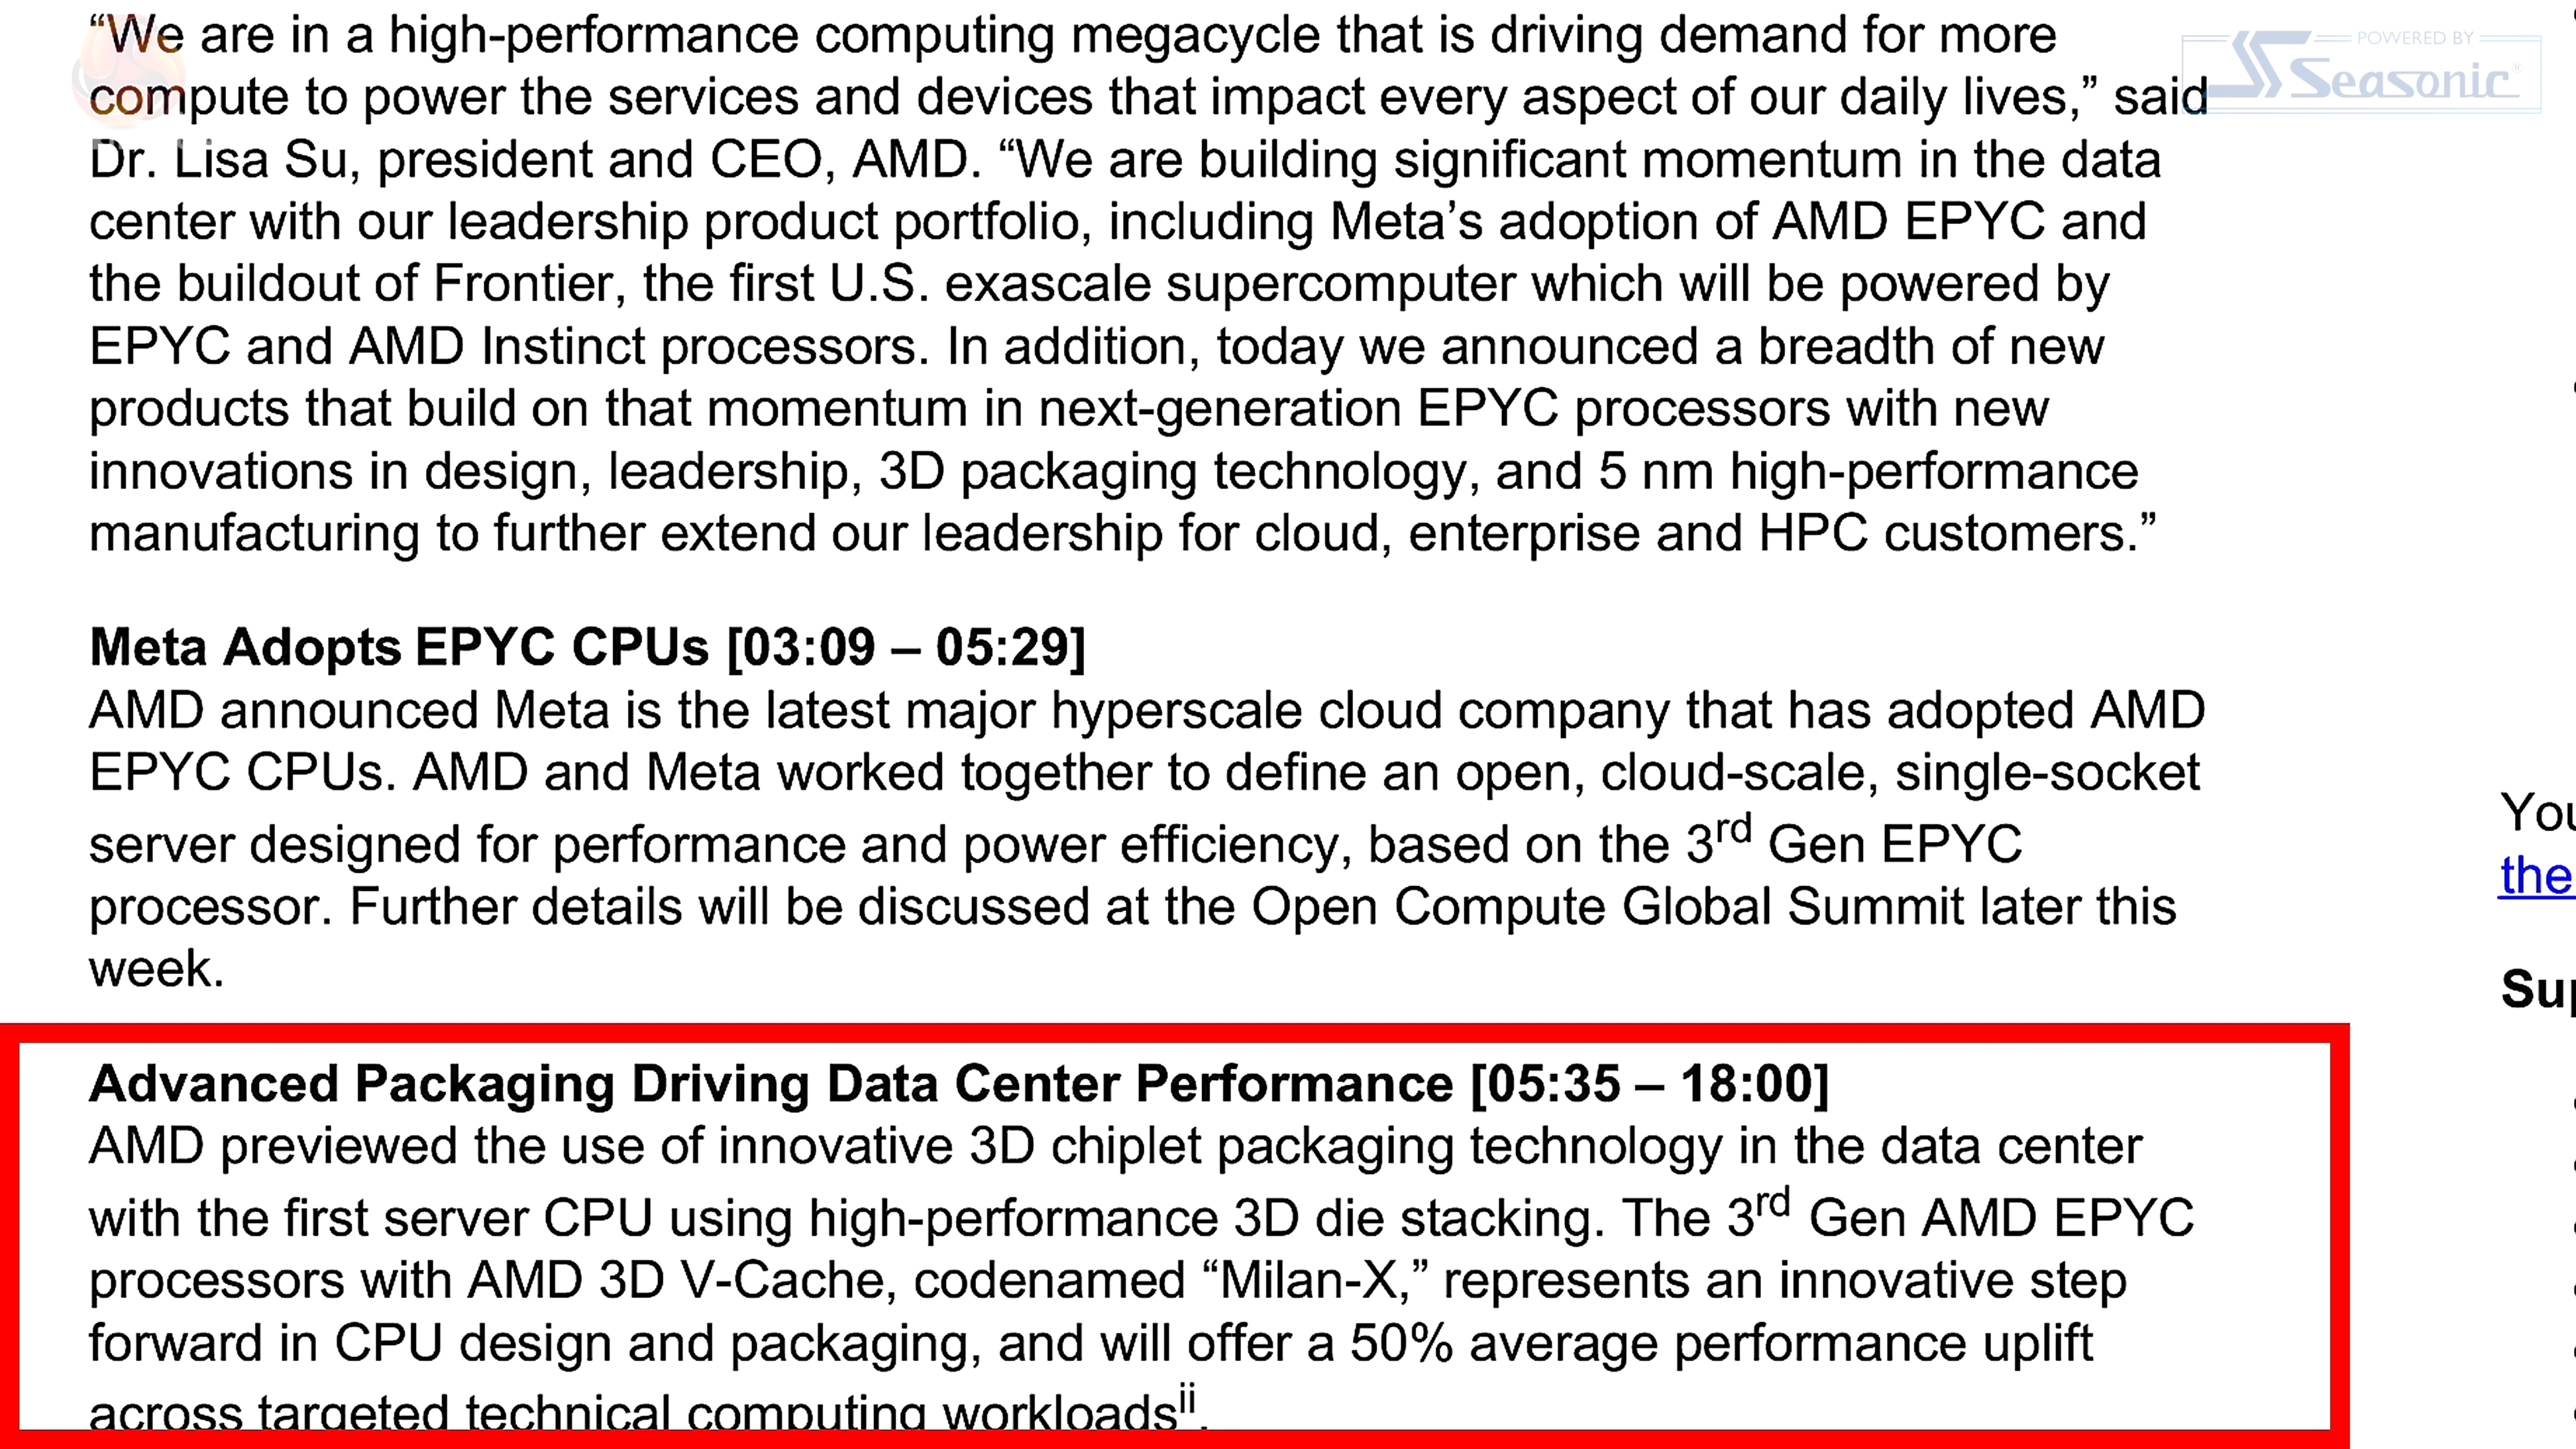 “We are in a high-performance computing megacycle that is driving demand for more
compute to power the services and devices that impact every aspect of our daily lives,” said
Dr. Lisa Su, president and CEO, AMD. “We are building significant momentum in the data
center with our leadership product portfolio, including Meta’s adoption of AMD EPYC and
the buildout of Frontier, the first U.S. exascale supercomputer which will be powered by
EPYC and AMD Instinct processors. In addition, today we announced a breadth of new
products that build on that momentum in next-generation EPYC processors with new
innovations in design, leadership, 3D packaging technology, and 5 nm high-performance
manufacturing to further extend our leadership for cloud, enterprise and HPC customers.”
Meta Adopts EPYC CPUs [03:09 – 05:29]
AMD announced Meta is the latest major hyperscale cloud company that has adopted AMD
EPYC CPUs. AMD and Meta worked together to define an open, cloud-scale, single-socket
server designed for performance and power efficiency, based on the 3rd Gen EPYC
processor. Further details will be discussed at the Open Compute Global Summit later this
week.
Advanced Packaging Driving Data Center Performance [05:35 – 18:00]
AMD previewed the use of innovative 3D chiplet packaging technology in the data center
with the first server CPU using high-performance 3D die stacking. The 3rd Gen AMD EPYC
processors with AMD 3D V-Cache, codenamed “Milan-X,” represents an innovative step
forward in CPU design and packaging, and will offer a 50% average performance uplift
across targeted technical computing workloadsii.
POWERED BY
Seasonic®
You
the
Sup